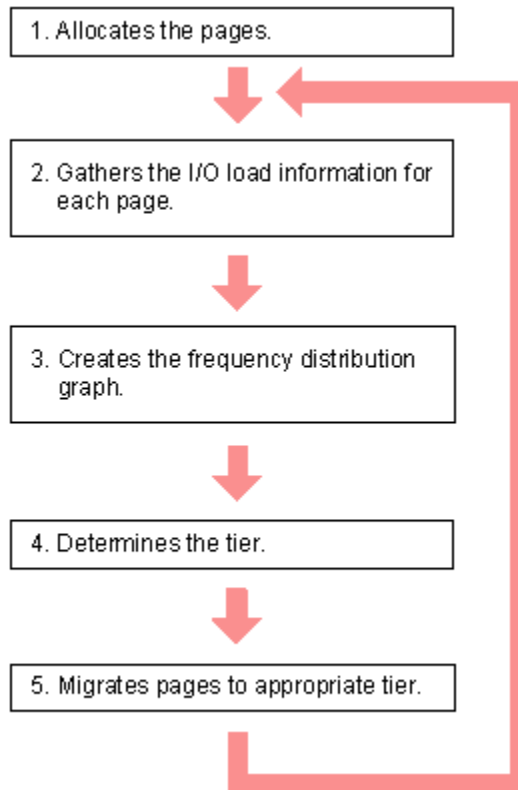 1. Allocates the pages.
2. Gathers the I/O load information for
each page.
3. Creates the frequency distribution
graph.
4. Determines the tier.
5. Migrates pages to appropriate tier.